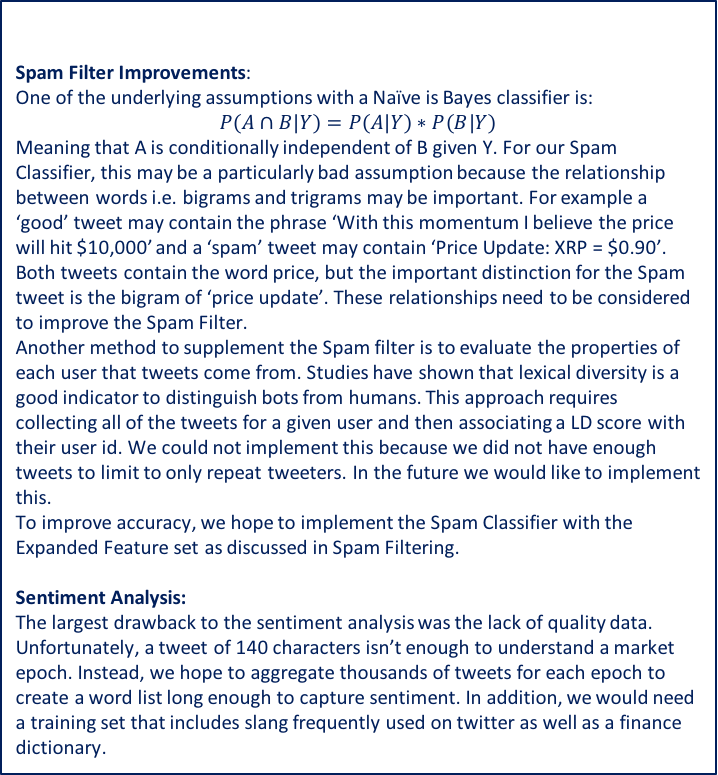 Spam Filter Improvements:
One of the underlying assumptions with a Naïve is Bayes classifier is:
P(A ∩ B|Y) = P(A|Y) ∗ P(B|Y)
Meaning that A is conditionally independent of B given Y. For our Spam
Classifier, this may be a particularly bad assumption because the relationship
between words i.e. bigrams and trigrams may be important. For example a
‘good’ tweet may contain the phrase ‘With this momentum I believe the price
will hit $10,000’ and a ‘spam’ tweet may contain ‘Price Update: XRP = $0.90’.
Both tweets contain the word price, but the important distinction for the Spam
tweet is the bigram of ‘price update’. These relationships need to be considered
to improve the Spam Filter.
Another method to supplement the Spam filter is to evaluate the properties of
each user that tweets come from. Studies have shown that lexical diversity is a
good indicator to distinguish bots from humans. This approach requires
collecting all of the tweets for a given user and then associating a LD score with
their user id. We could not implement this because we did not have enough
tweets to limit to only repeat tweeters. In the future we would like to implement
this.
To improve accuracy, we hope to implement the Spam Classifier with the
Expanded Feature set as discussed in Spam Filtering.
Sentiment Analysis:
The largest drawback to the sentiment analysis was the lack of quality data.
Unfortunately, a tweet of 140 characters isn’t enough to understand a market
epoch. Instead, we hope to aggregate thousands of tweets for each epoch to
create a word list long enough to capture sentiment. In addition, we would need
a training set that includes slang frequently used on twitter as well as a finance
dictionary.